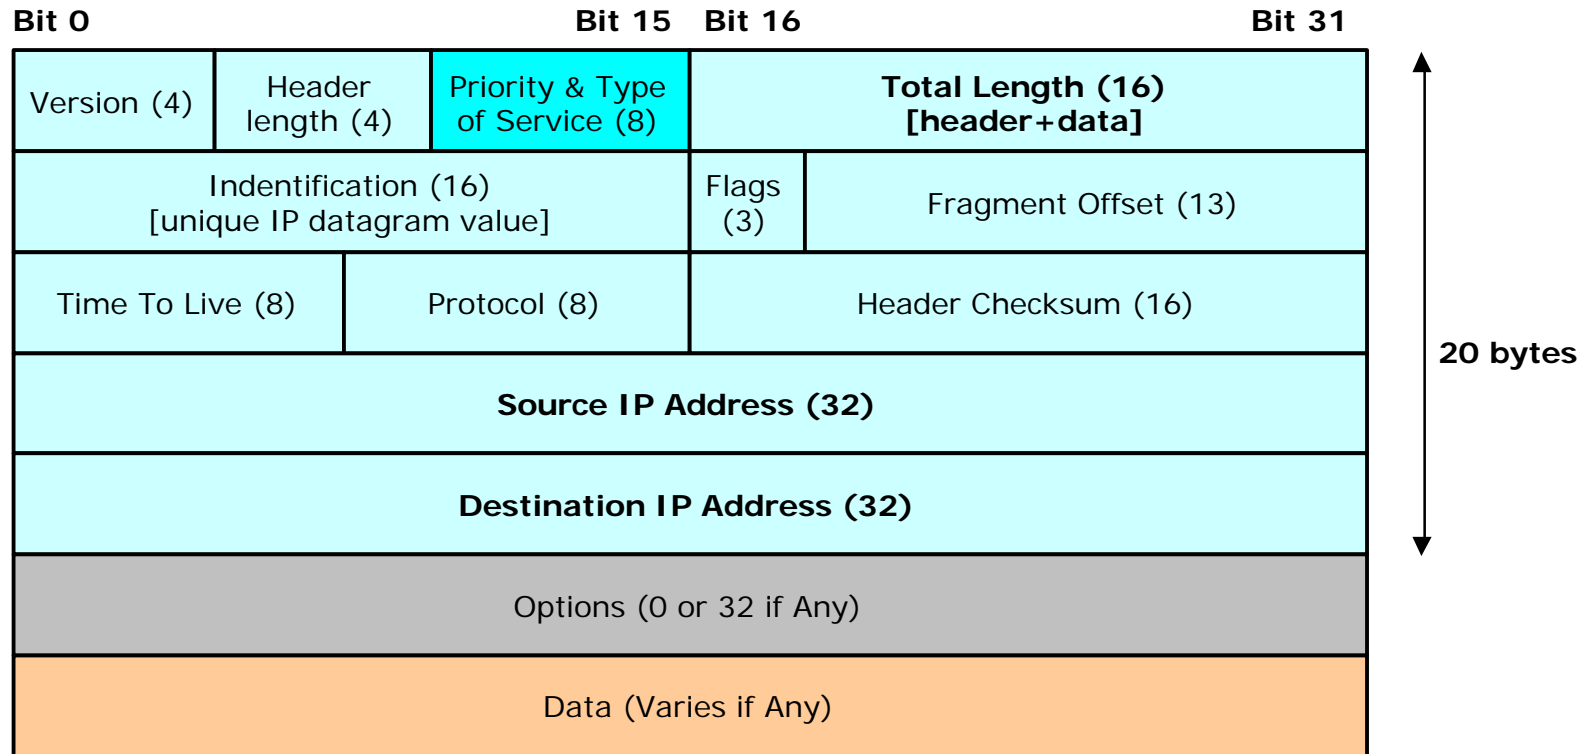 Bit 0 Bit 15 Bit 16 Bit 31
Version (4)
Header
length (4)
Priority & Type
of Service (8)
Total Length (16)
[header+data]
Indentification (16)
[unique IP datagram value]
Flags
(3)
Fragment Offset (13)
Time To Live (8)
Protocol (8)
Header Checksum (16)
20 bytes
Source IP Address (32)
Destination IP Address (32)
Options (0 or 32 if Any)
Data (Varies if Any)